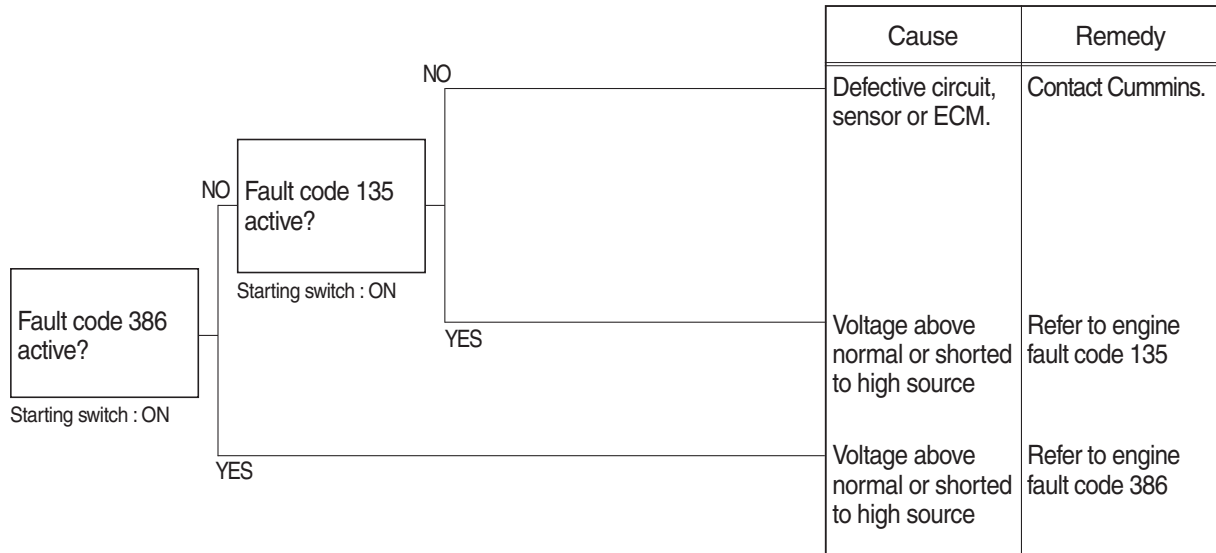 Cause
Remedy
NO
Defective circuit,
sensor or ECM.
Contact Cummins.
NO
Fault code 135
active?
Starting switch : ON
Fault code 386
active?
Starting switch : ON
YES
Voltage above
normal or shorted
to high source
Refer to engine
fault code 135
YES
Voltage above
normal or shorted
to high source
Refer to engine
fault code 386